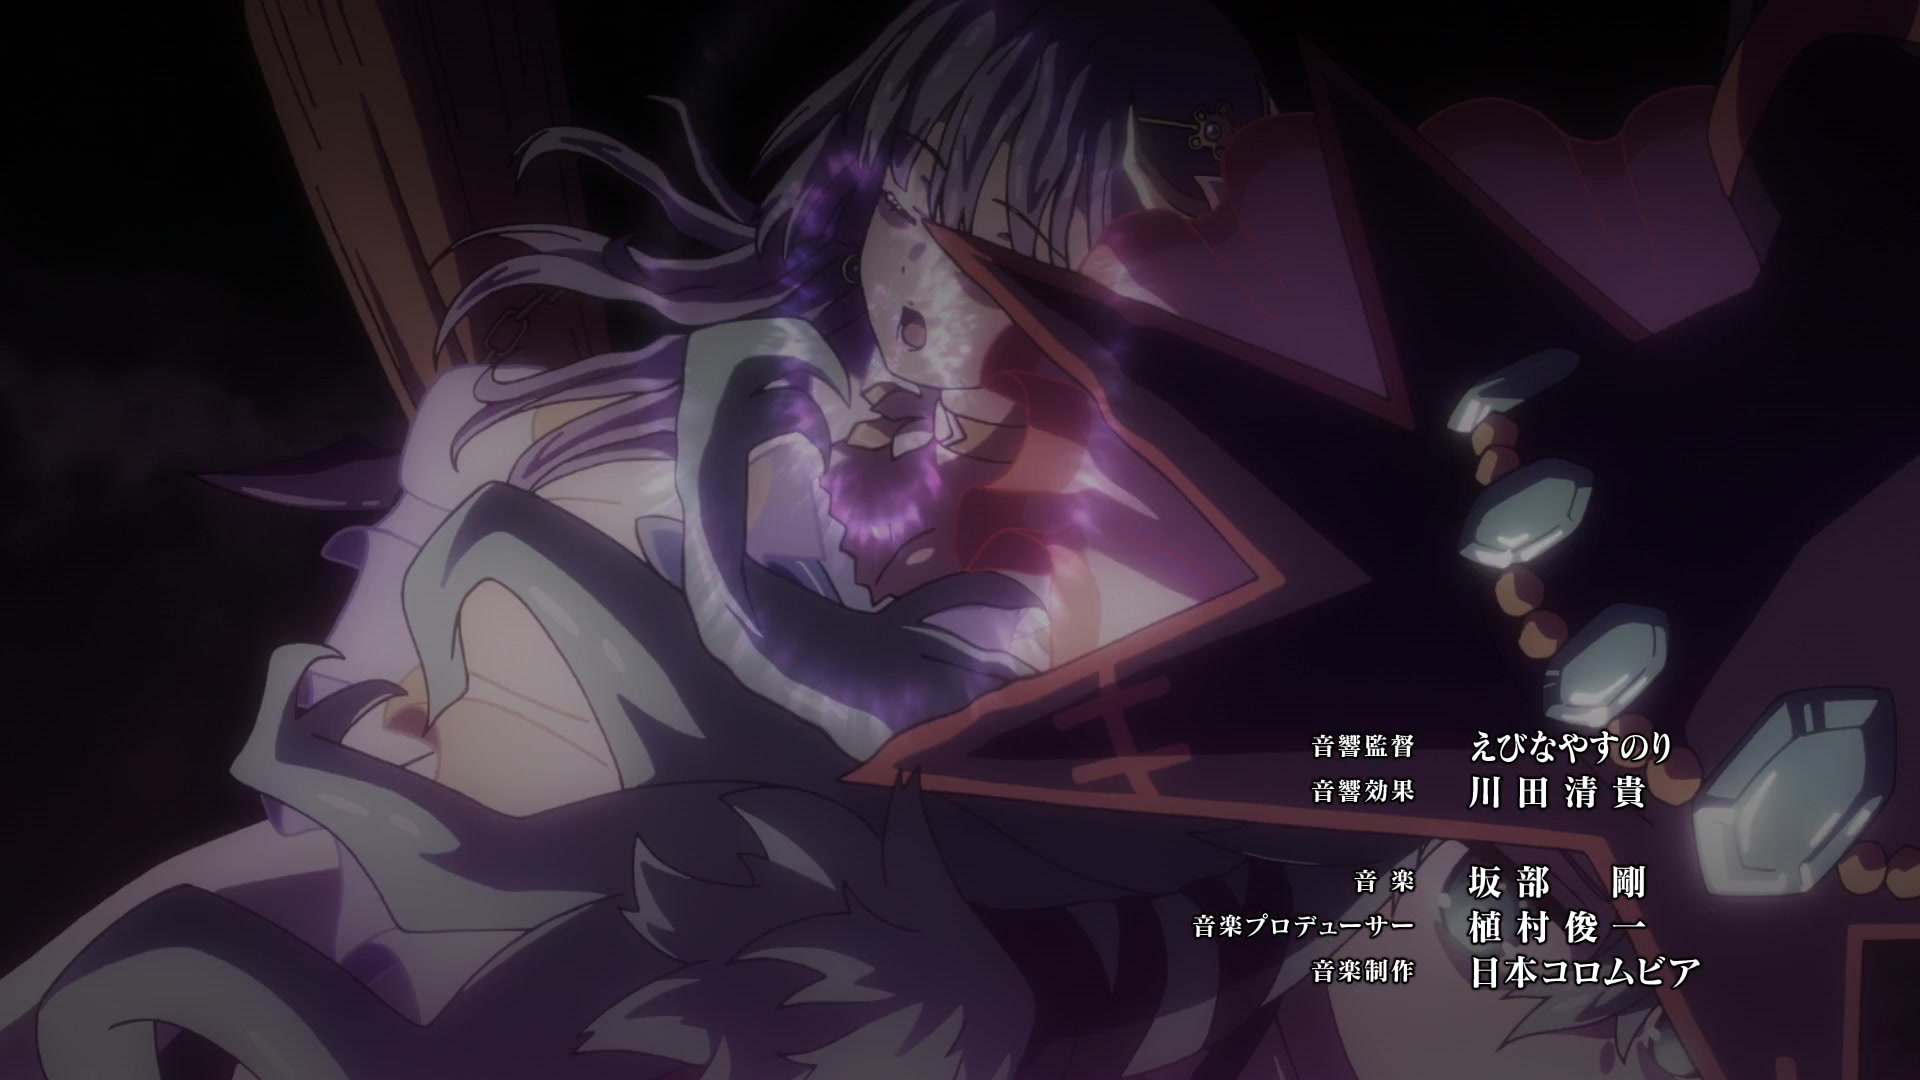 音響監督 えびなやすのり
音響効果 川田清貴
音楽 坂部 剛
音楽プロデューサー 植村俊一
音楽制作 日本コロムビア